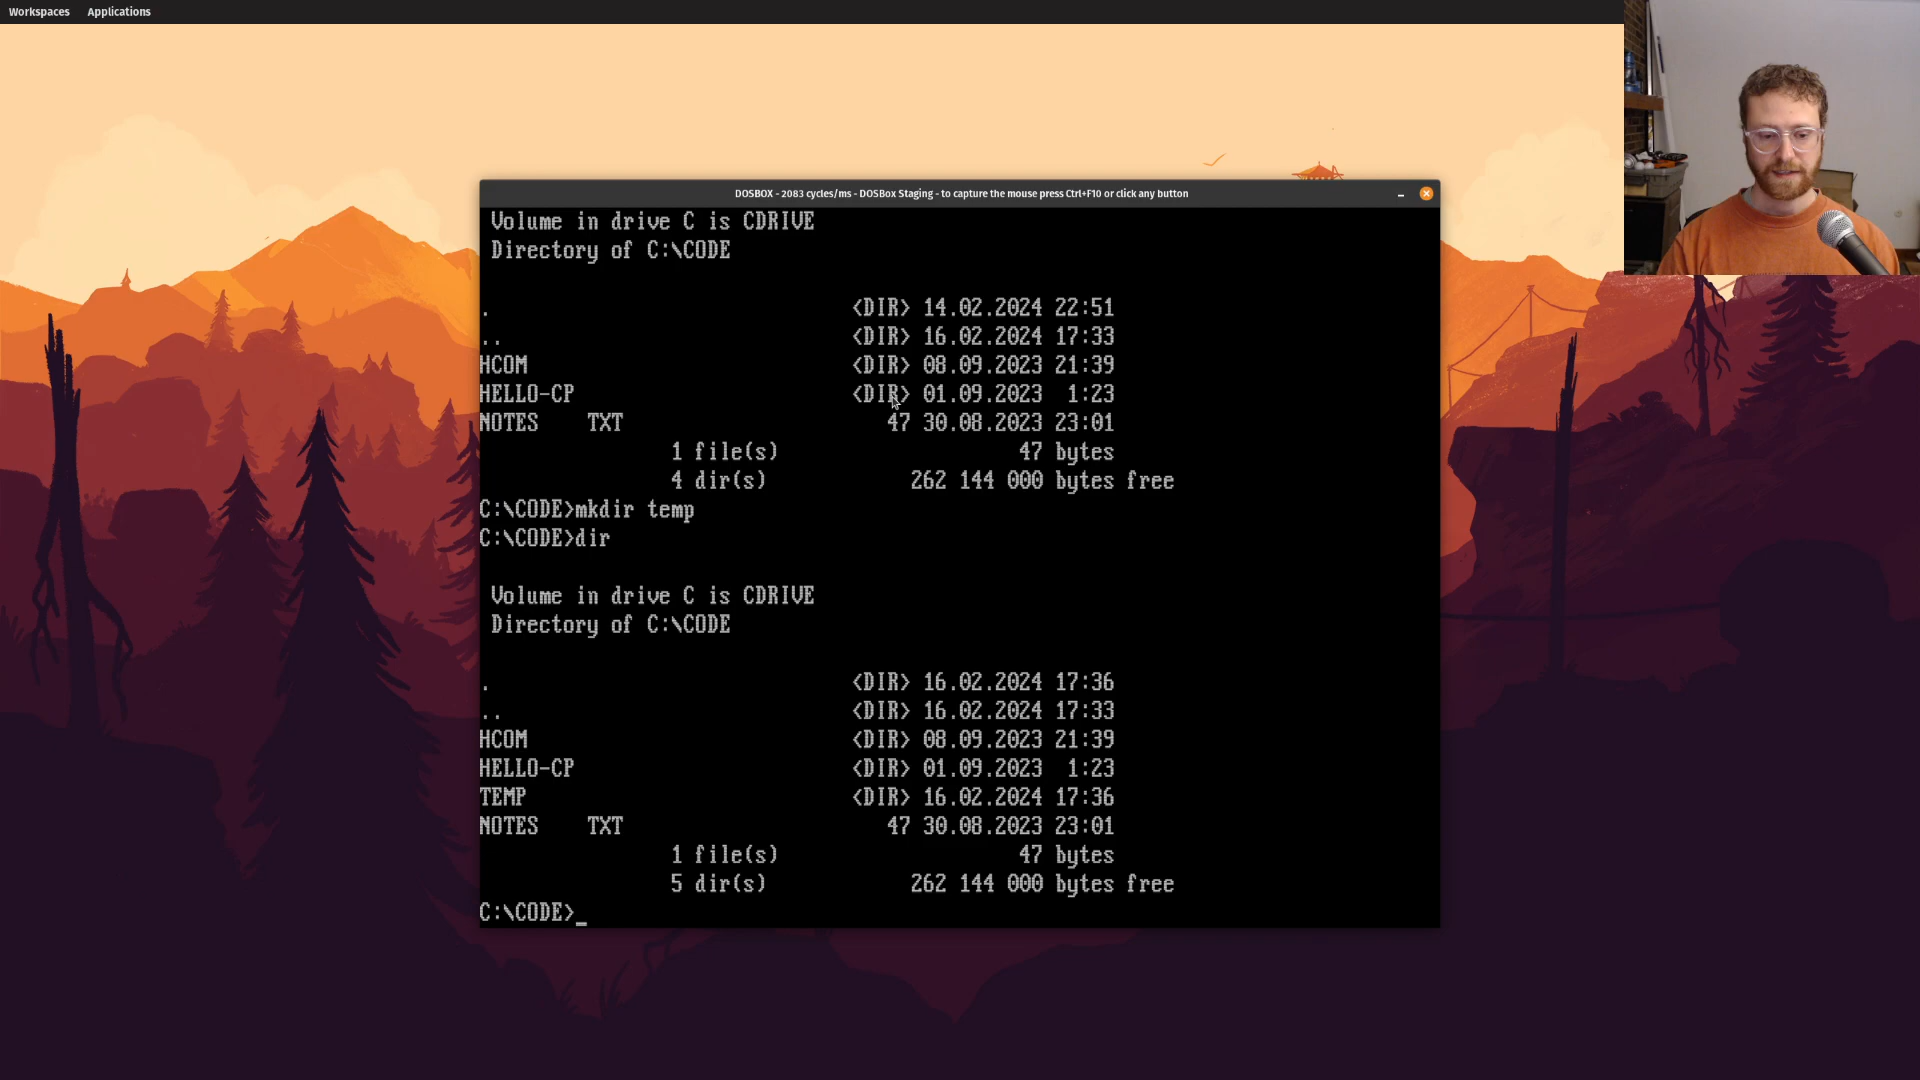 Workspaces Applications
DOSBOX - 2083 cycles/ms - DOSBox Staging - to capture the mouse press Ctrl+F10 or click any button
Volume in drive C is CDRIVE
Directory of C:\CODE
. <DIR> 14.02.2024 22:51
.. <DIR> 16.02.2024 17:33
HCOM <DIR> 08.09.2023 21:39
HELLO-CP <DIR> 01.09.2023 1:23
NOTES TXT 47 30.08.2023 23:01
1 file(s) 47 bytes
4 dir(s) 262 144 000 bytes free
C:\CODE>mkdir temp
C:\CODE>dir
Volume in drive C is CDRIVE
Directory of C:\CODE
. <DIR> 16.02.2024 17:36
.. <DIR> 16.02.2024 17:33
HCOM <DIR> 08.09.2023 21:39
HELLO-CP <DIR> 01.09.2023 1:23
TEMP <DIR> 16.02.2024 17:36
NOTES TXT 47 30.08.2023 23:01
1 file(s) 47 bytes
5 dir(s) 262 144 000 bytes free
C:\CODE>_